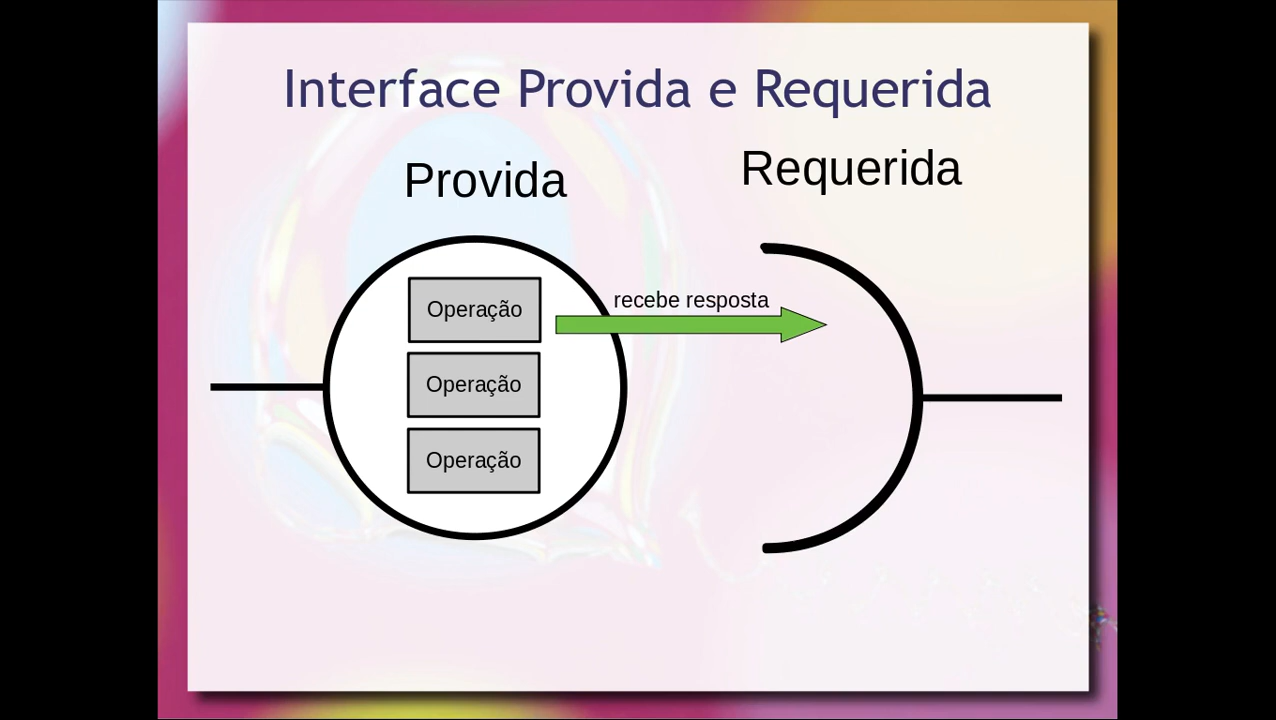 Interface Provida e Requerida
Provida
Requerida
Operação
recebe resposta
Operação
Operação